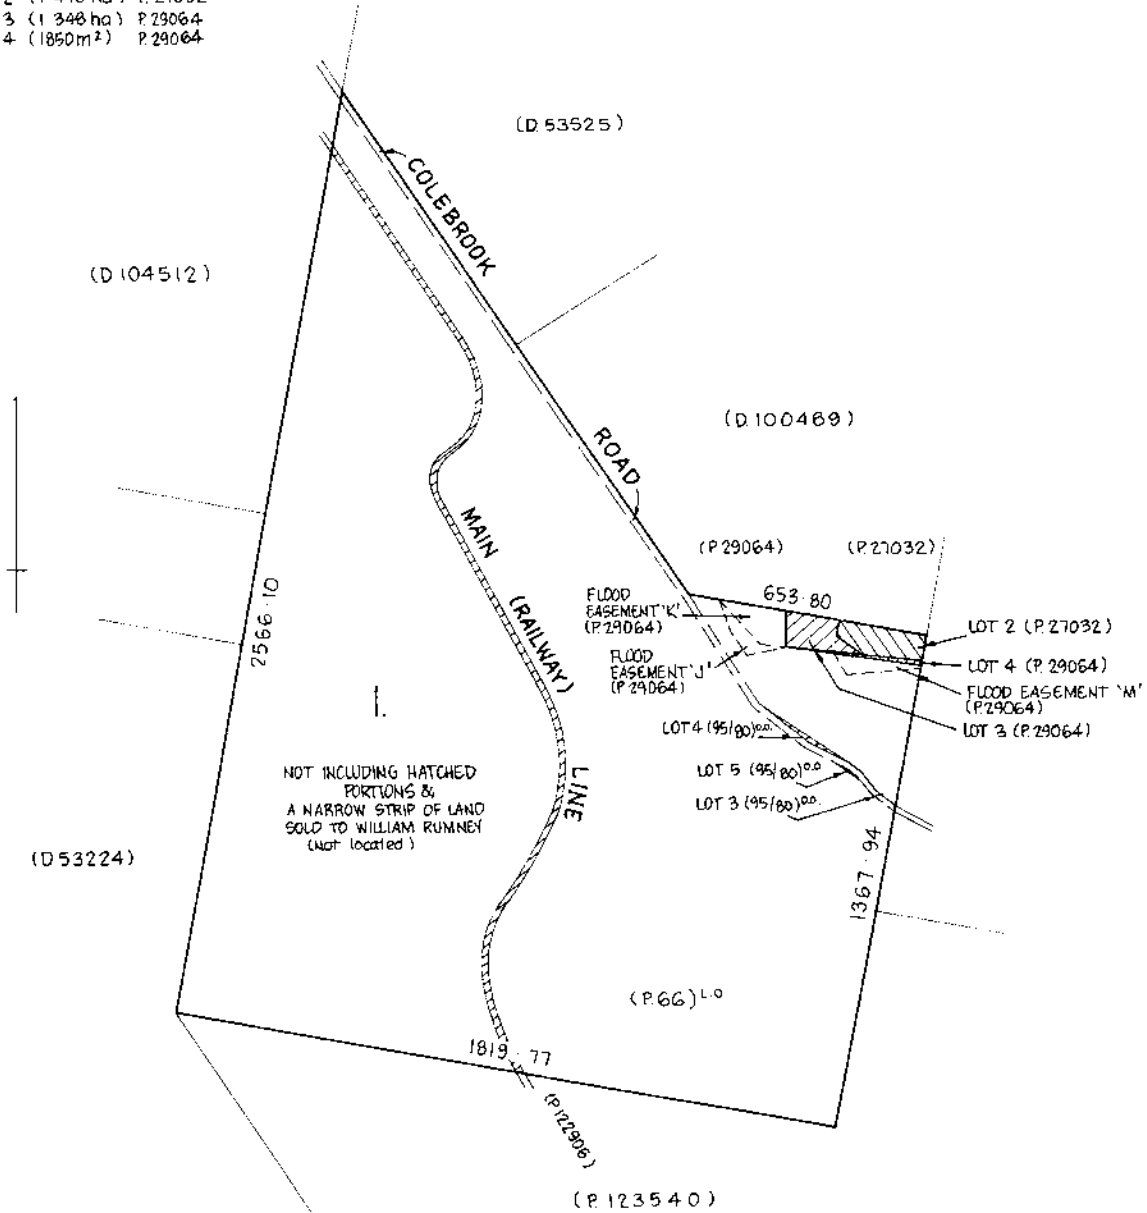 3 (1 348 ha) P.29064
4 (1850m²) P.29064
(D.53525)
COLEBROOK
(D 104512)
(D.100469)
ROAD
MAIN
(P.29064)
(P.27032)
653·80
FLOOD
EASEMENT 'K'
(P.29064)
2566·10
(RAILWAY)
LOT 2 (P.27032)
FLOOD
EASEMENT 'J'
(P.29064)
LOT 4 (P.29064)
FLOOD EASEMENT 'M'
(P.29064)
LOT 3 (P.29064)
1.
LOT 4 (95/80)O.O.
LOT 5 (95/80)O.O
LOT 3 (95/80)O.O.
LINE
NOT INCLUDING HATCHED
PORTIONS &
A NARROW STRIP OF LAND
SOLD TO WILLIAM RUMNEY
(Not located)
(D 53224)
1367·94
(P.66)L.O
1819·77
(P.122906)
(P.123540)